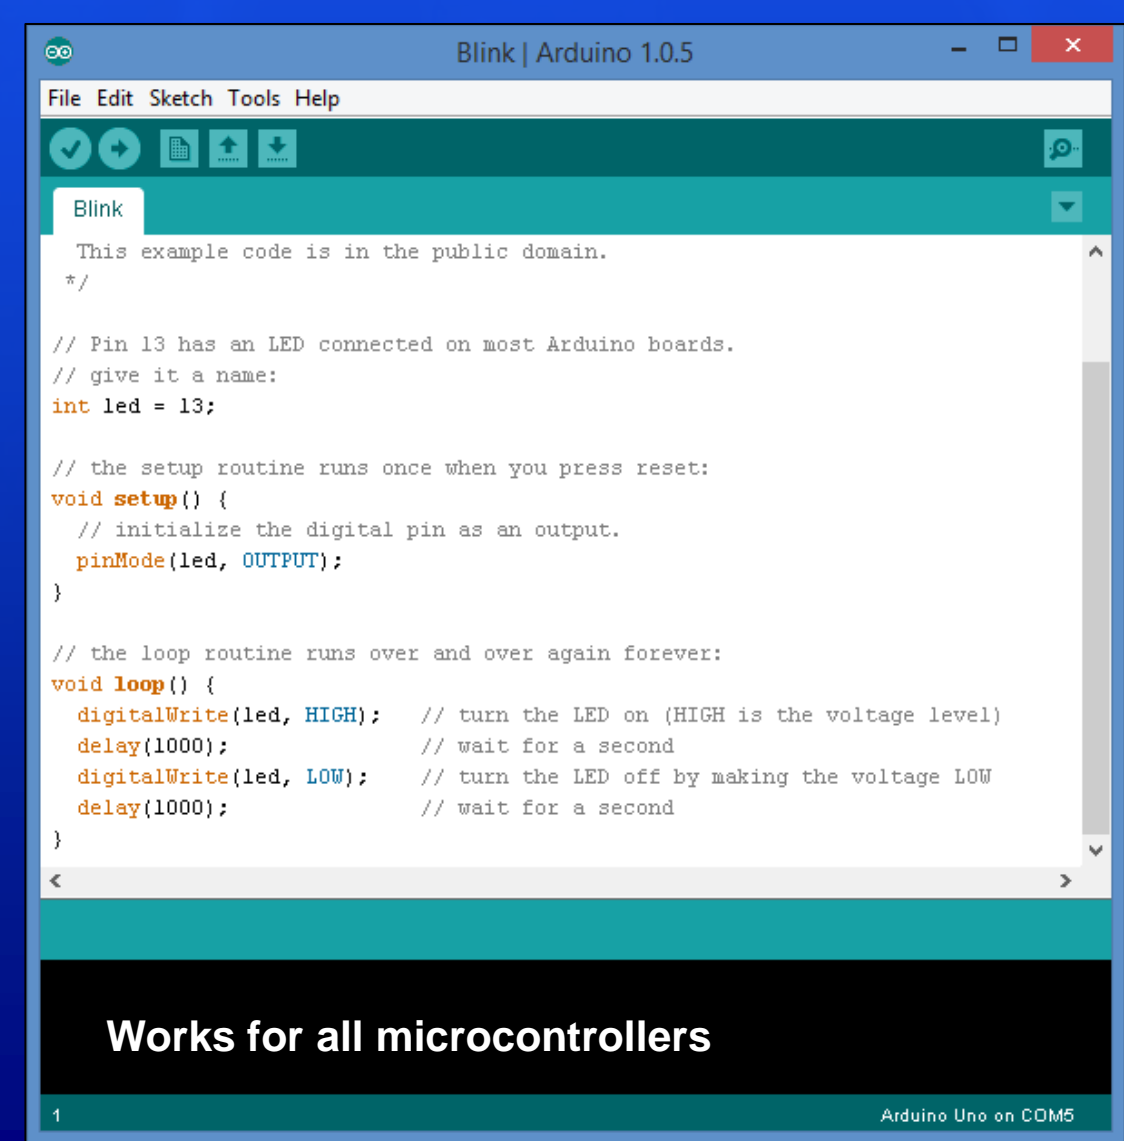 Blink | Arduino 1.0.5
File Edit Sketch Tools Help
Blink
This example code is in the public domain.
*/
// Pin 13 has an LED connected on most Arduino boards.
// give it a name:
int led = 13;
// the setup routine runs once when you press reset:
void setup() {
// initialize the digital pin as an output.
pinMode(led, OUTPUT);
}
// the loop routine runs over and over again forever:
void loop() {
digitalWrite(led, HIGH); // turn the LED on (HIGH is the voltage level)
delay(1000); // wait for a second
digitalWrite(led, LOW); // turn the LED off by making the voltage LOW
delay(1000); // wait for a second
}
Works for all microcontrollers
1 Arduino Uno on COM5